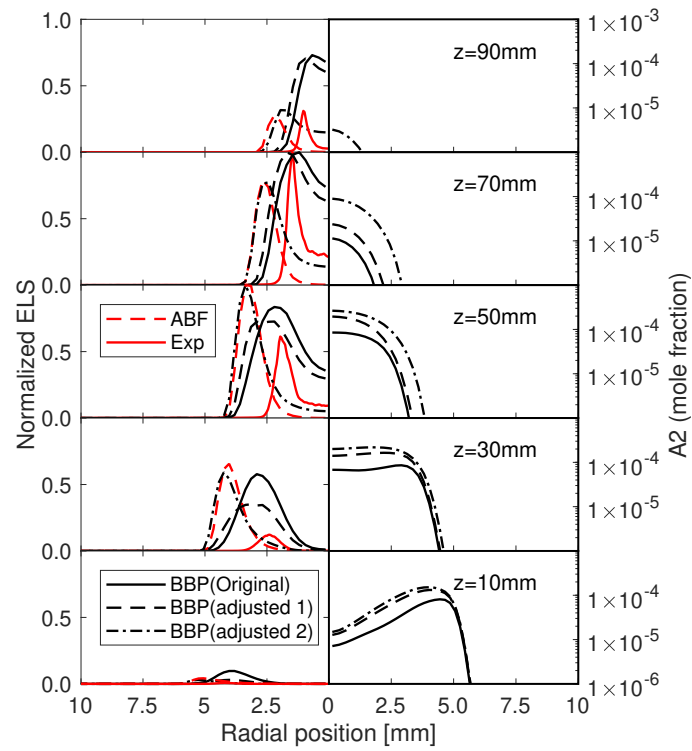 1.0
1×10⁻³
z=90mm
1×10⁻⁴
0.5
1×10⁻⁵
0.0
z=70mm
1×10⁻⁴
0.5
1×10⁻⁵
0.0
ABF
Exp
z=50mm
1×10⁻⁴
0.5
1×10⁻⁵
0.0
z=30mm
1×10⁻⁴
0.5
1×10⁻⁵
0.0
BBP(Original)
BBP(adjusted 1)
BBP(adjusted 2)
z=10mm
1×10⁻⁴
0.5
1×10⁻⁵
0.0
1×10⁻⁶
10 7.5 5 2.5 0.0 2.5 5.0 7.5 10
Radial position [mm]
Normalized ELS
A2 (mole fraction)